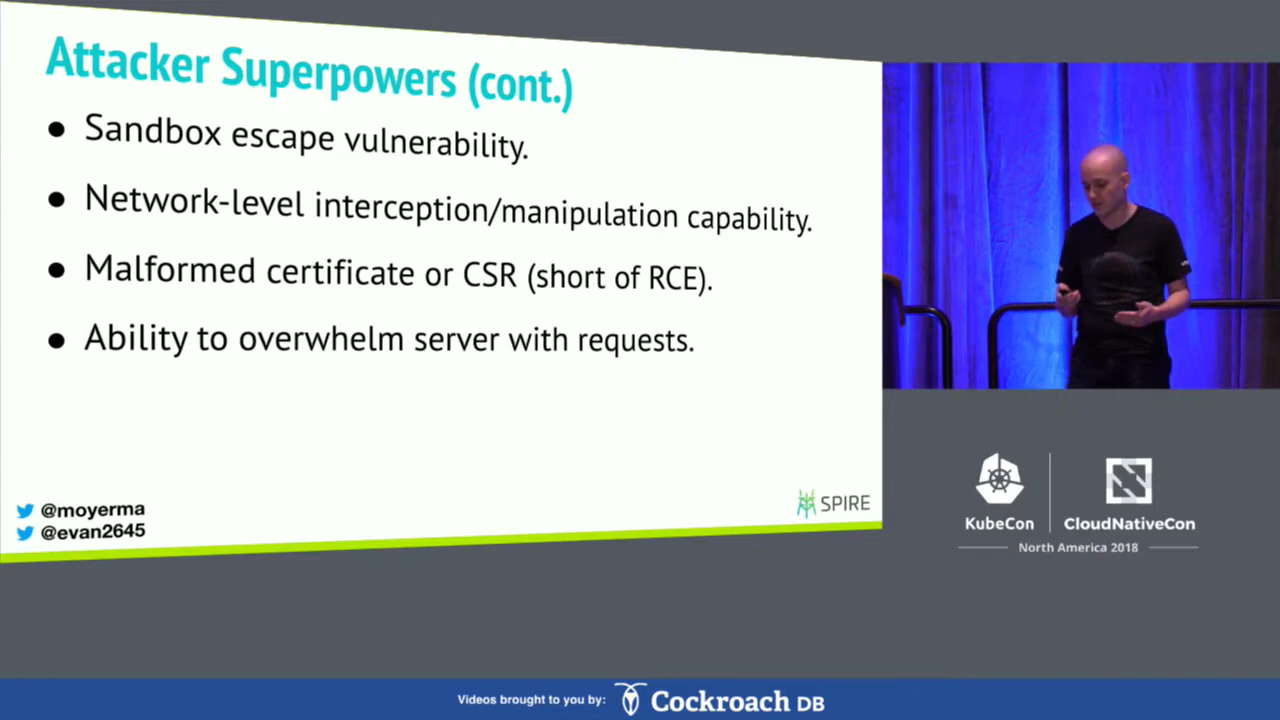 Attacker Superpowers (cont.)
● Sandbox escape vulnerability.
● Network-level interception/manipulation capability.
● Malformed certificate or CSR (short of RCE).
● Ability to overwhelm server with requests.
@moyerma
@evan2645
SPIRE
KubeCon
CloudNativeCon
North America 2018
Videos brought to you by:
Cockroach DB